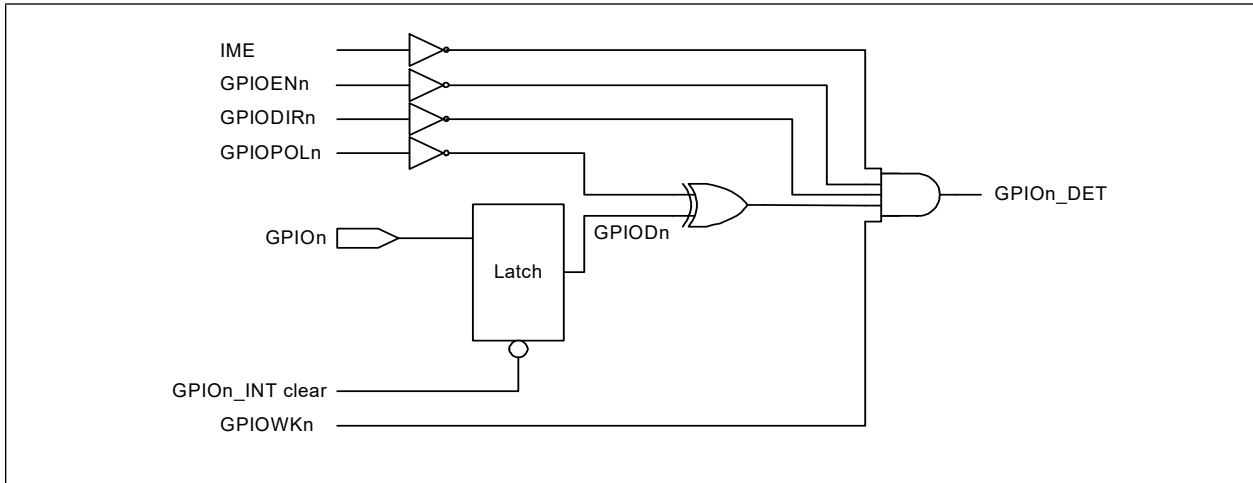 IME
GPIOENn
GPIODIRn
GPIOPOLn
GPIOn_DET
GPIODn
GPIOn
Latch
GPIOn_INT clear
GPIOWKn